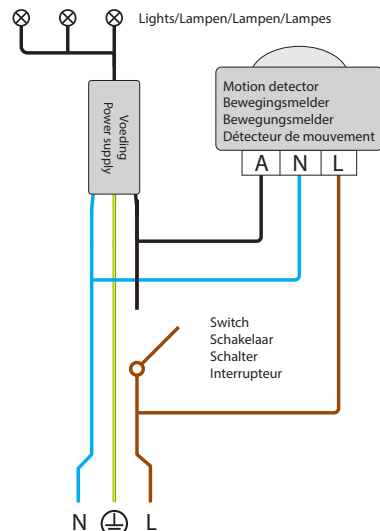 Lights/Lampen/Lampen/Lampes
Voeding
Power supply
Motion detector
Bewegingsmelder
Bewegungsmelder
Détecteur de mouvement
A N L
Switch
Schakelaar
Schalter
Interrupteur
N L